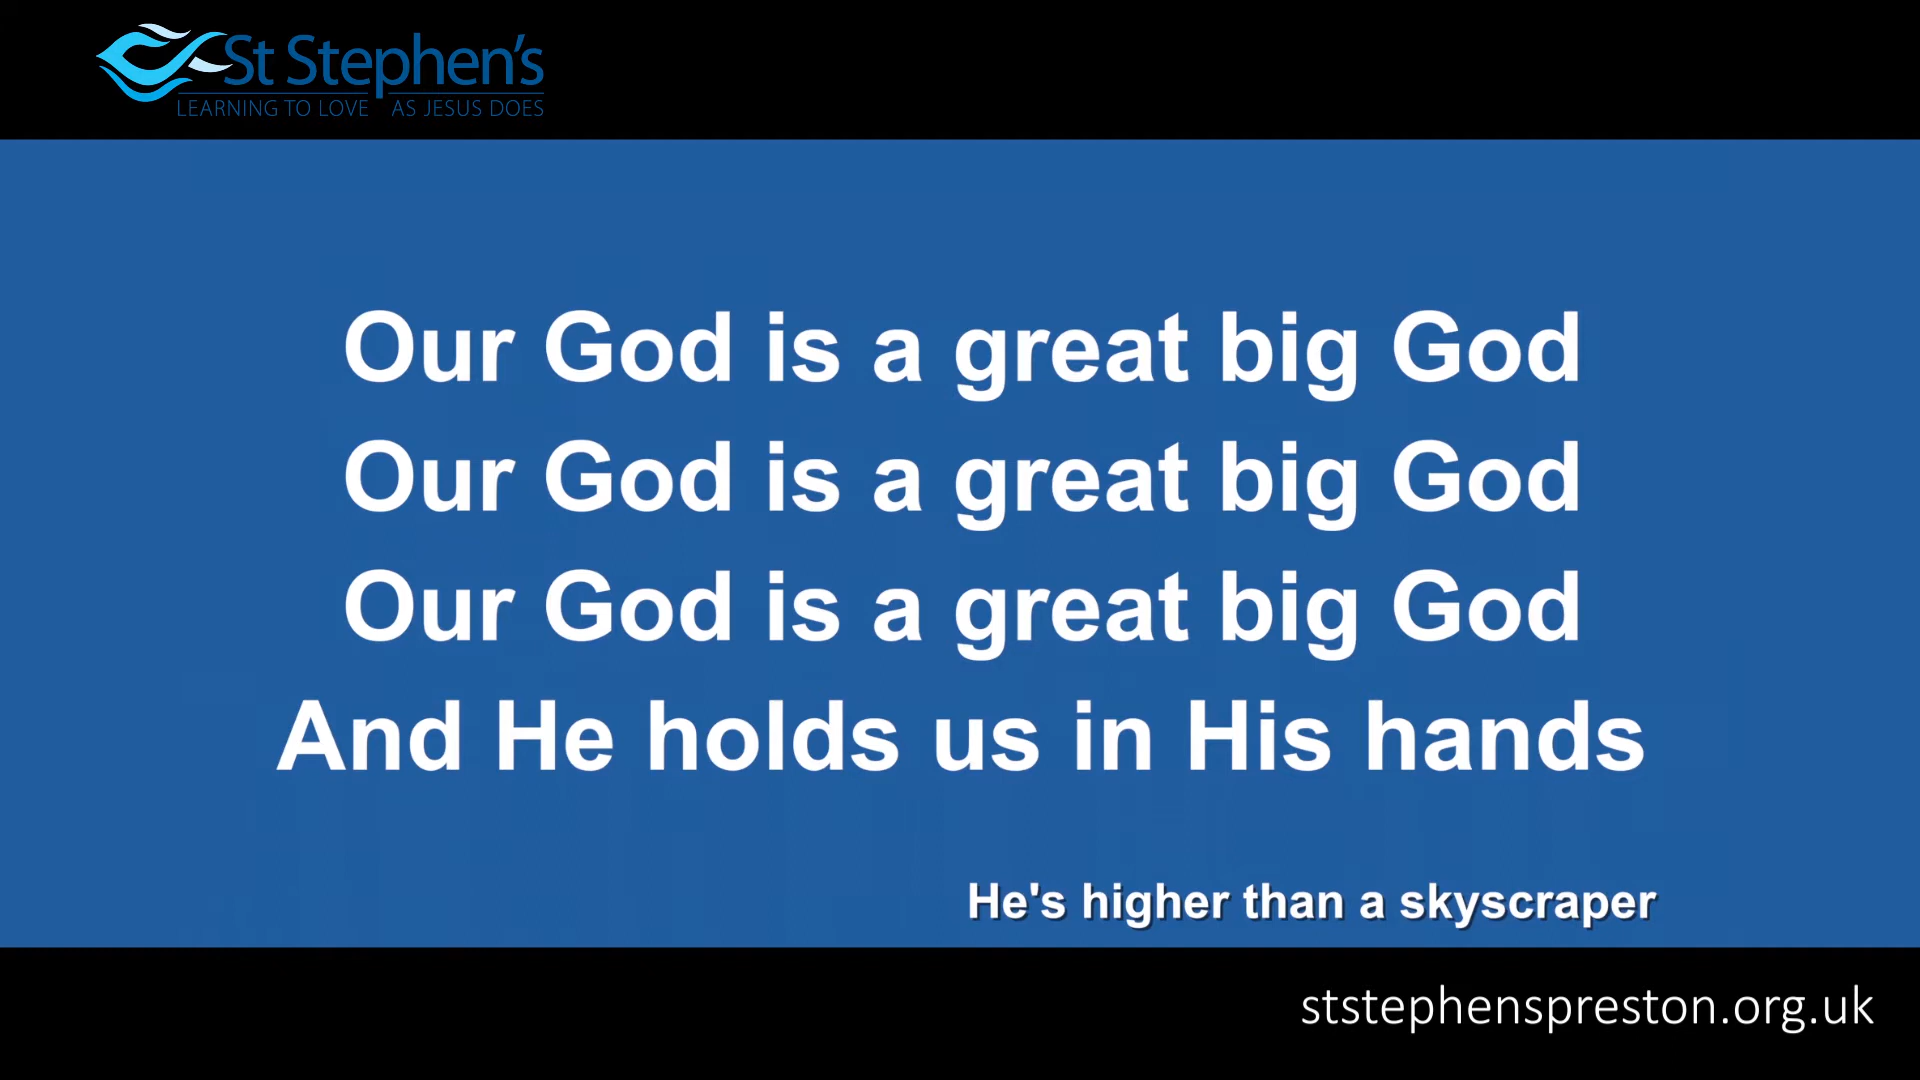 St Stephen's
LEARNING TO LOVE AS JESUS DOES
Our God is a great big God
Our God is a great big God
Our God is a great big God
And He holds us in His hands
He's higher than a skyscraper
ststephenspreston.org.uk